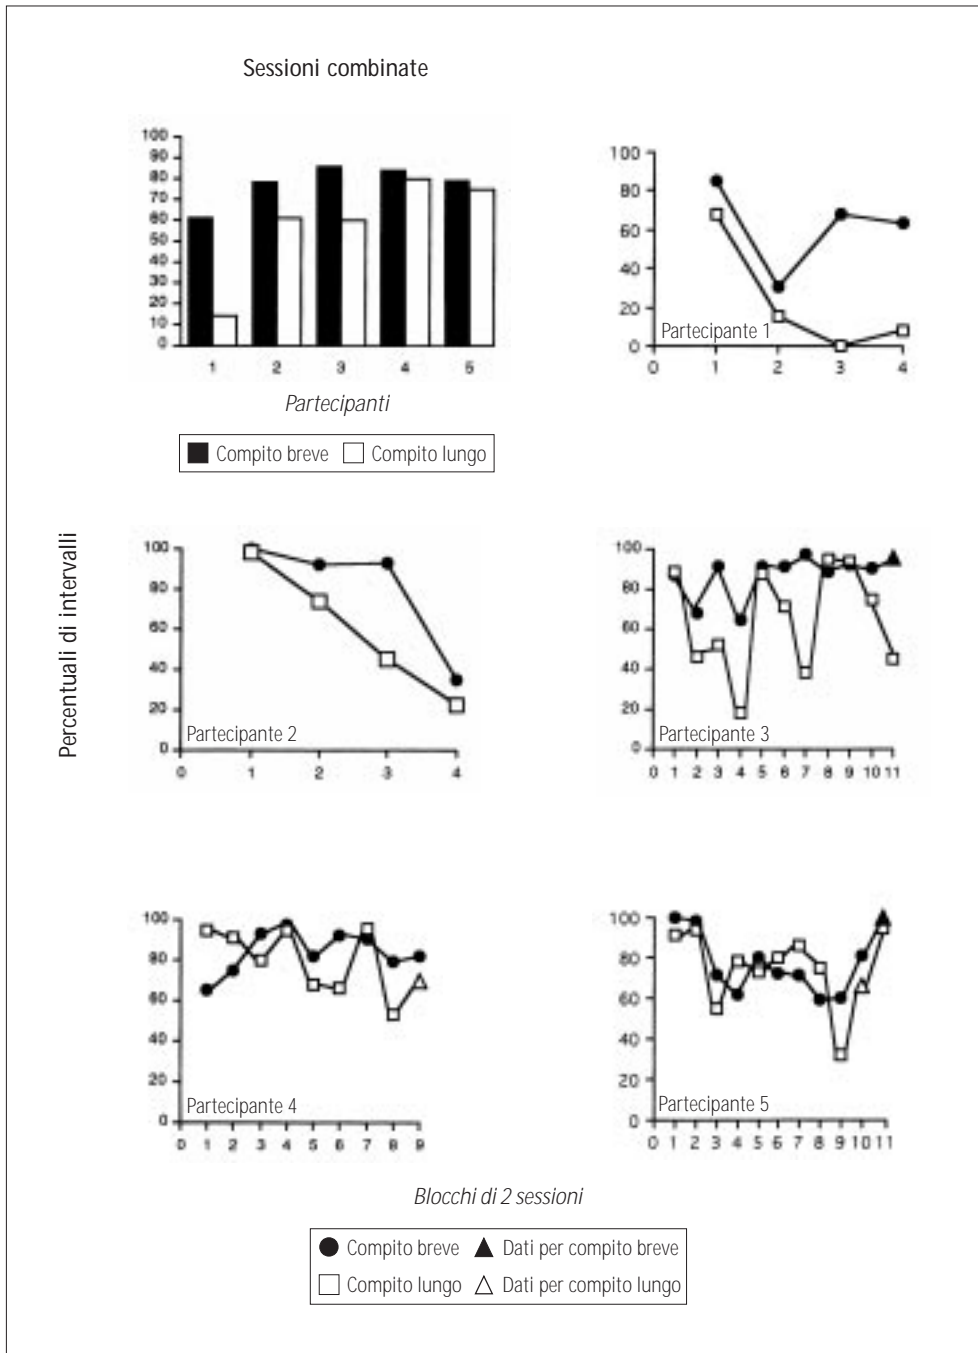 Sessioni combinate
100
90
80
70
60
50
40
30
20
10
0
1 2 3 4 5
Partecipanti
Compito breve Compito lungo
100
80
60
40
20
0
Partecipante 1
0 1 2 3 4
Percentuali di intervalli
100
80
60
40
20
0
Partecipante 2
0 1 2 3 4
100
80
60
40
20
0
Partecipante 3
0 1 2 3 4 5 6 7 8 9 10 11
100
80
60
40
20
0
Partecipante 4
0 1 2 3 4 5 6 7 8 9
100
80
60
40
20
0
Partecipante 5
0 1 2 3 4 5 6 7 8 9 10 11
Blocchi di 2 sessioni
Compito breve Dati per compito breve
Compito lungo Dati per compito lungo